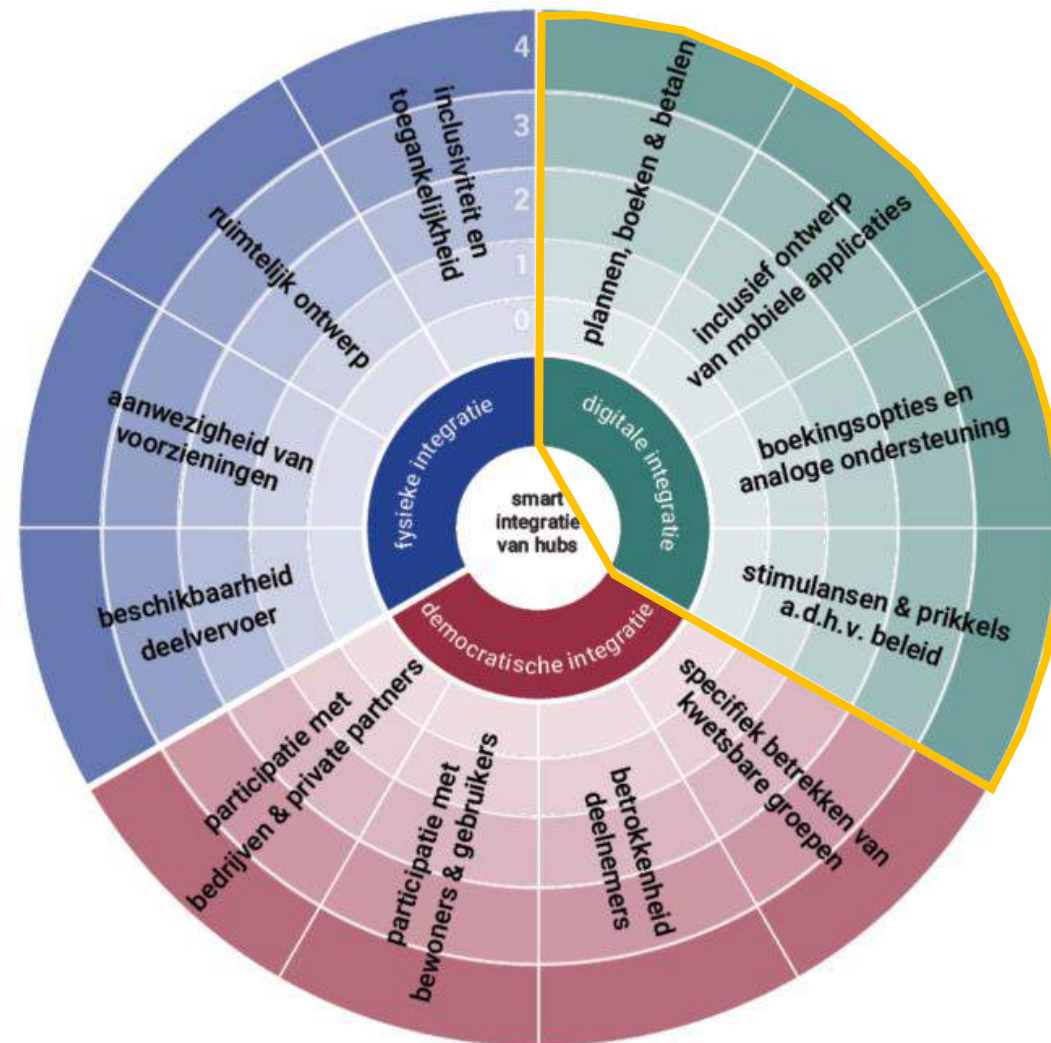 4
3
2
1
0
inclusiviteit en
toegankelijkheid
ruimtelijk ontwerp
aanwezigheid van
voorzieningen
beschikbaarheid
deelvervoer
plannen, boeken & betalen
inclusief ontwerp
van mobiele applicaties
boekingsopties en
analoge ondersteuning
stimulansen & prikkels
a.d.h.v. beleid
fysieke integratie
digitale integratie
democratische integratie
smart
integratie
van hubs
participatie met
bedrijven & private partners
participatie met
bewoners & gebruikers
betrokkenheid
deelnemers
specifiek betrekken van
kwetsbare groepen